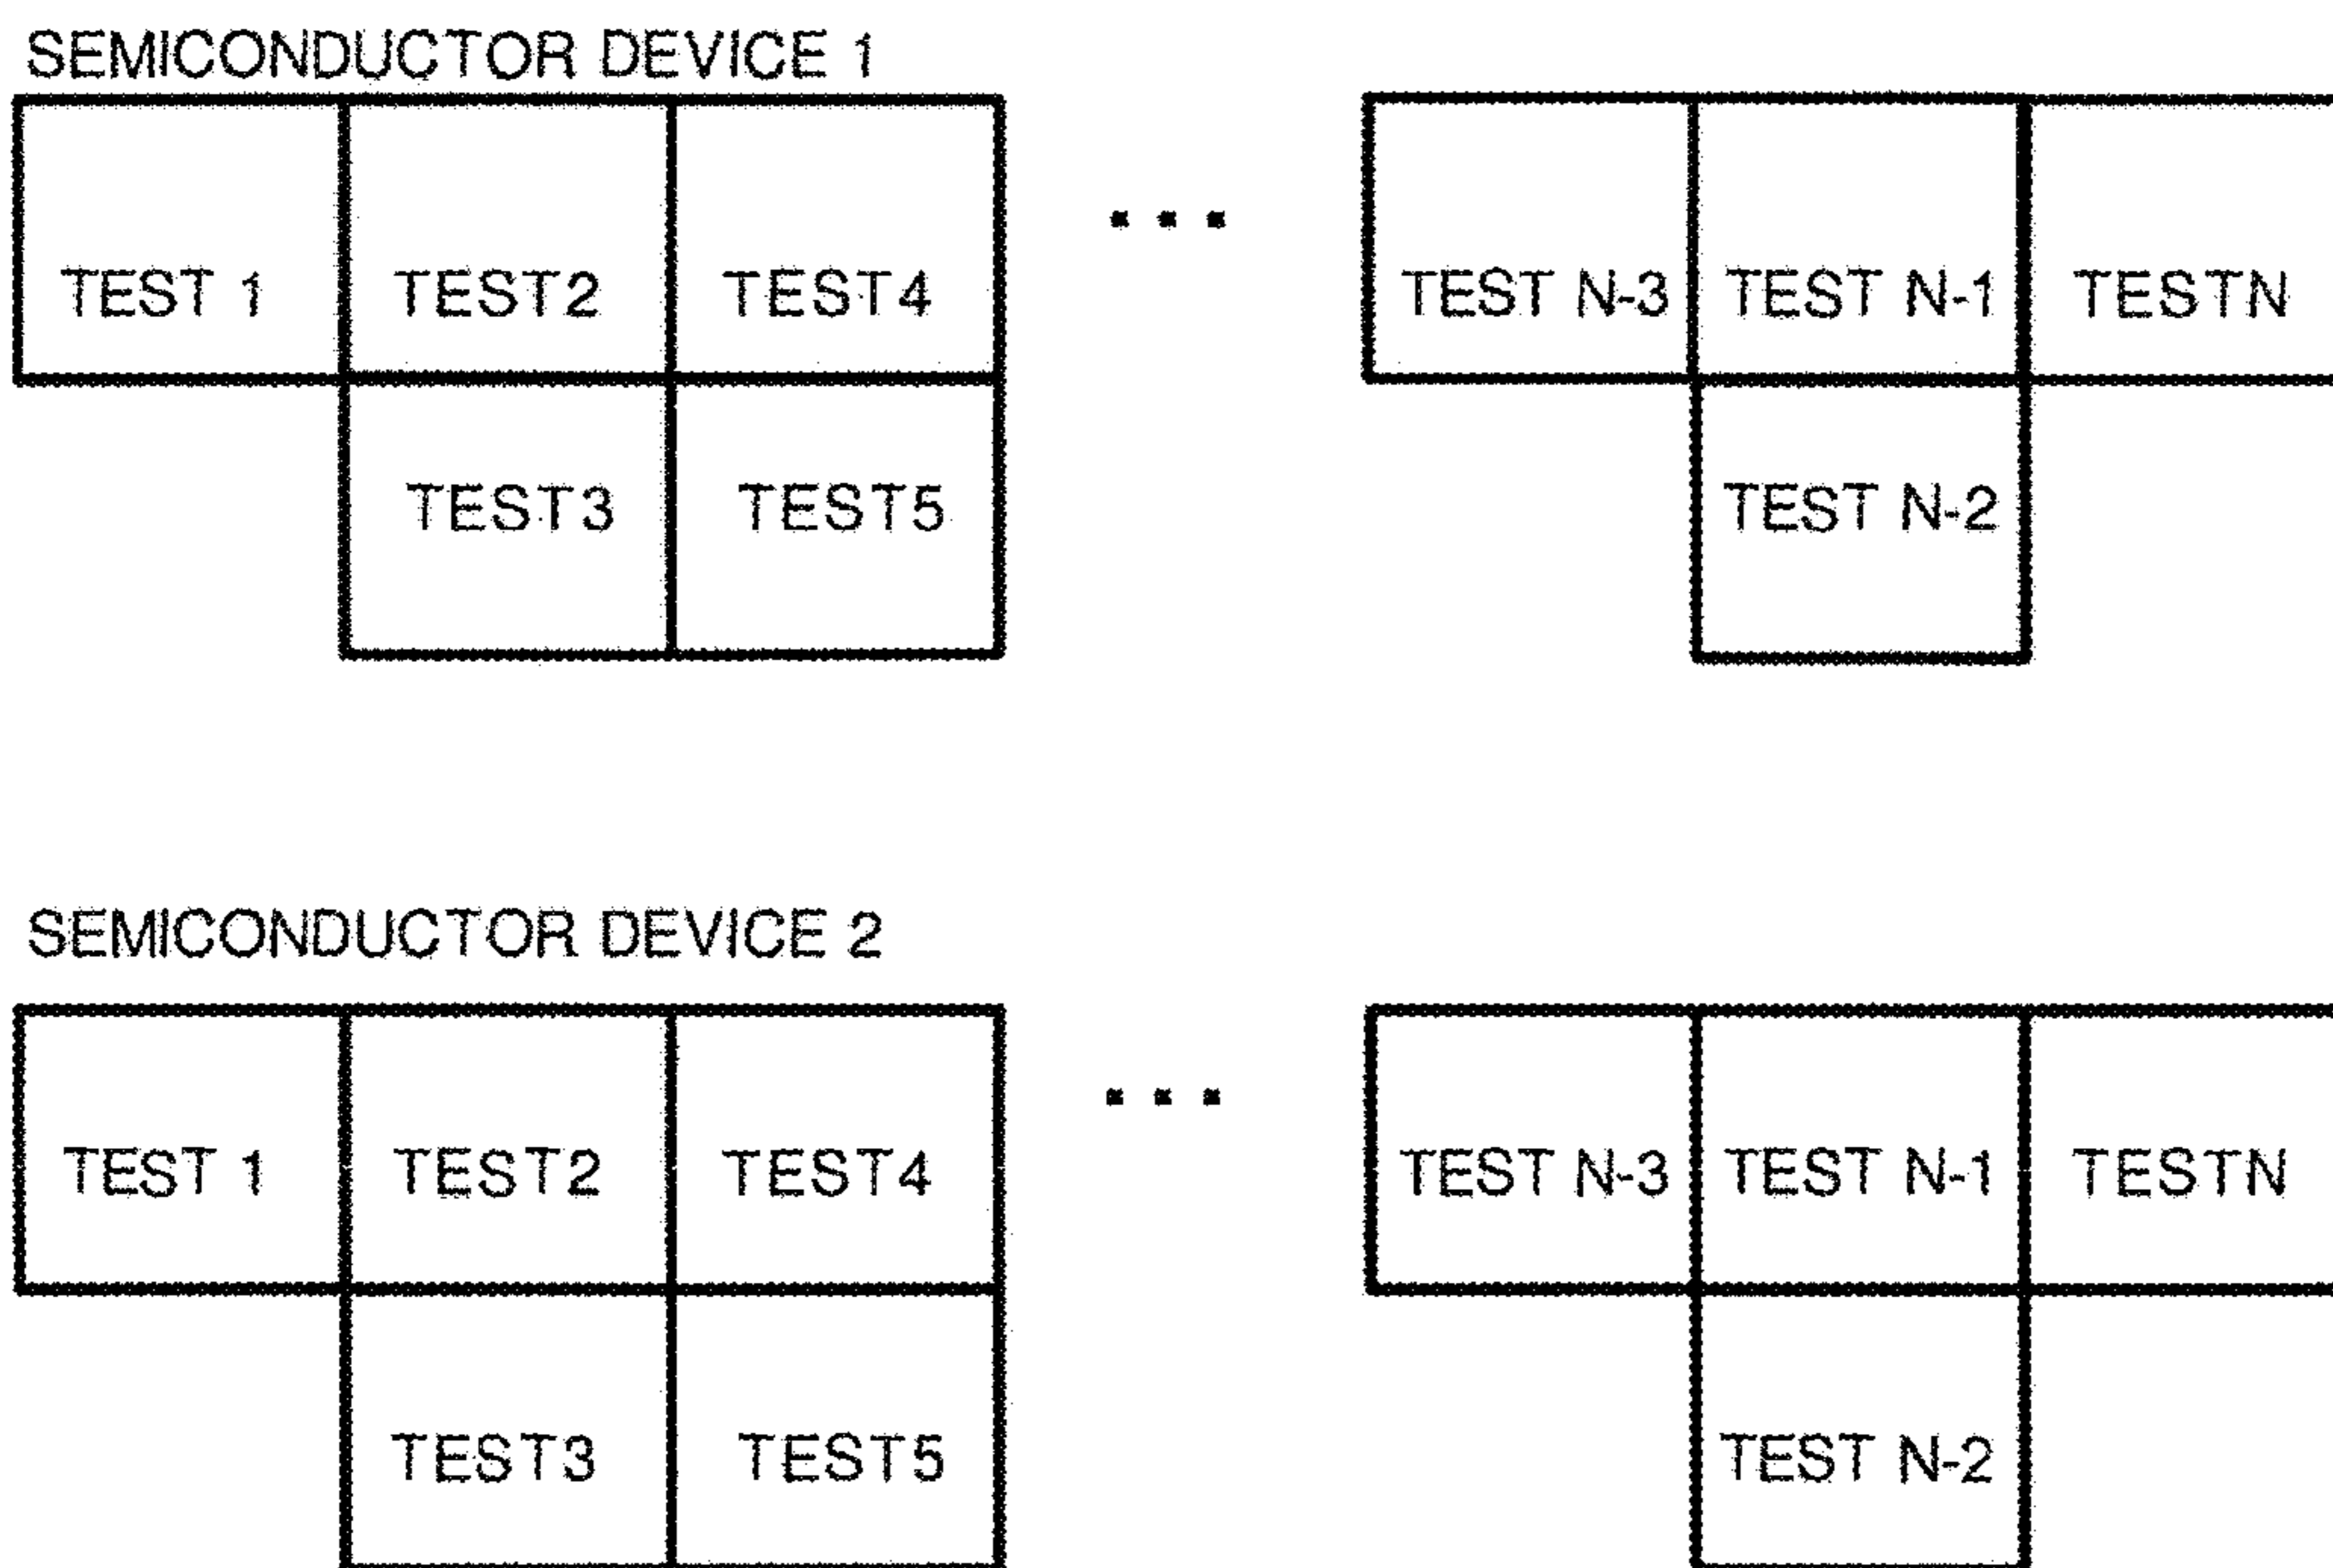 SEMICONDUCTOR DEVICE 1
TEST 1 TEST2 TEST4 ... TEST N-3 TEST N-1 TESTN
TEST3 TEST5 TEST N-2
SEMICONDUCTOR DEVICE 2
TEST 1 TEST2 TEST4 ... TEST N-3 TEST N-1 TESTN
TEST3 TEST5 TEST N-2